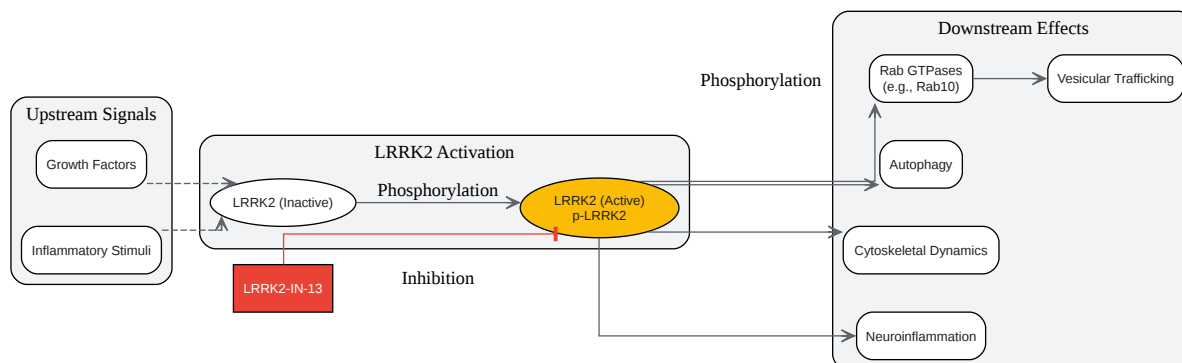 Upstream Signals
Growth Factors
Inflammatory Stimuli
LRRK2 Activation
LRRK2 (Inactive)
Phosphorylation
LRRK2 (Active)
p-LRRK2
LRRK2-IN-13
Inhibition
Phosphorylation
Downstream Effects
Rab GTPases
(e.g., Rab10)
Vesicular Trafficking
Autophagy
Cytoskeletal Dynamics
Neuroinflammation